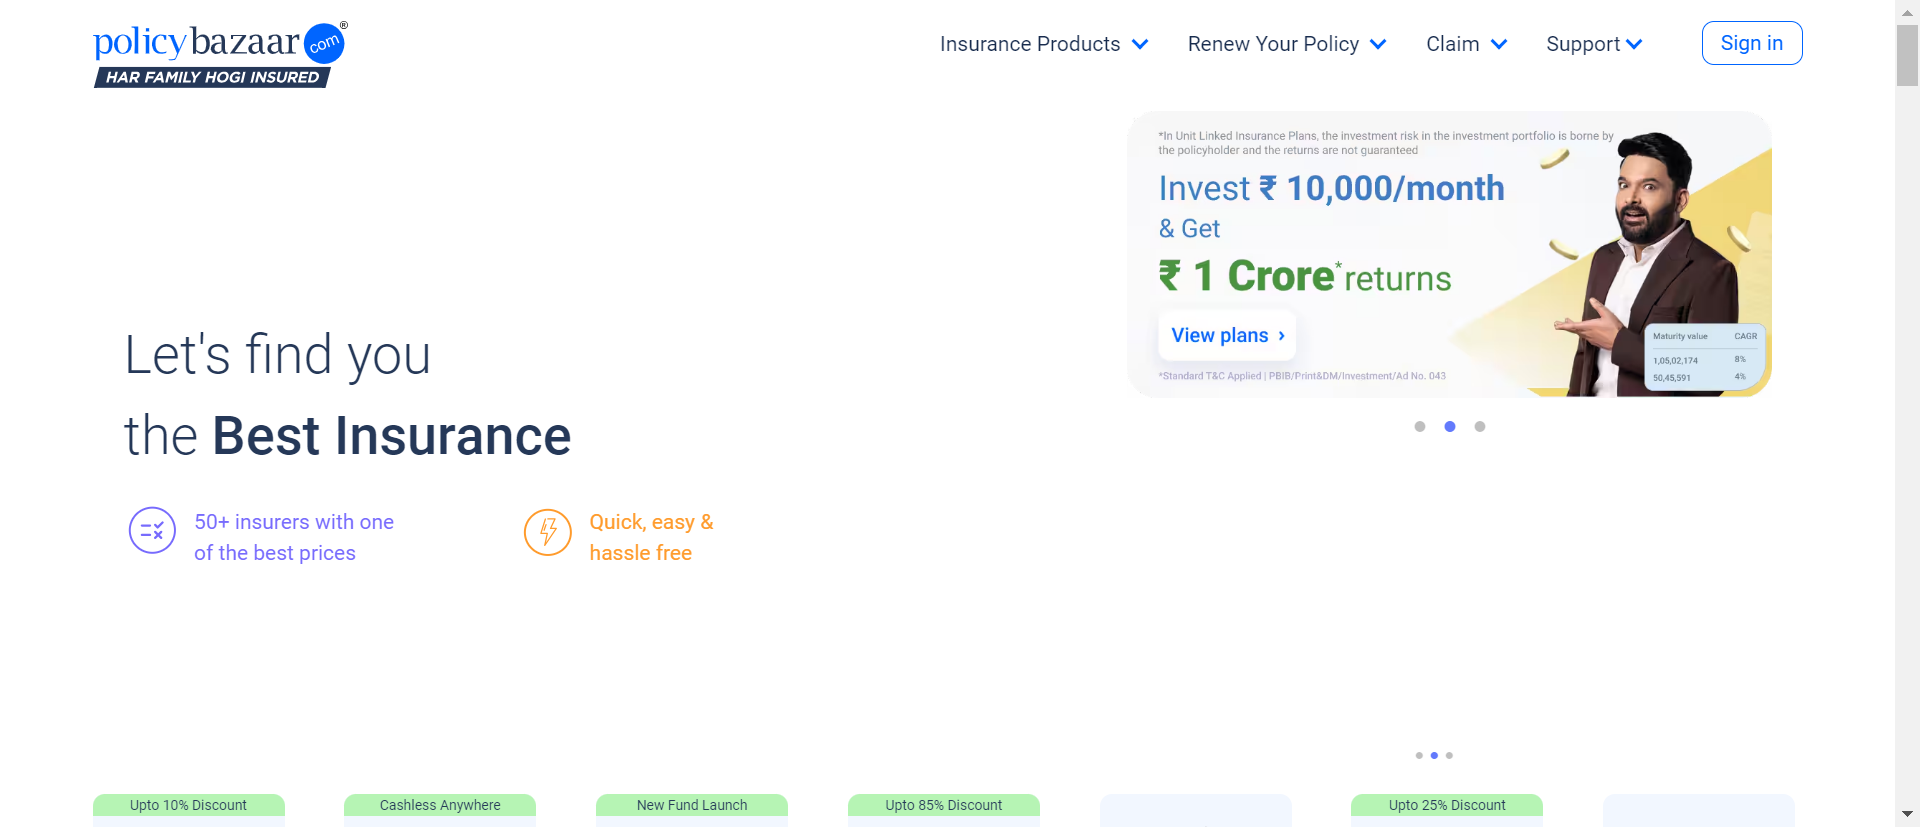 policybazaar com ®
HAR FAMILY HOGI INSURED
Insurance Products
Renew Your Policy
Claim
Support
Sign in
*In Unit Linked Insurance Plans, the investment risk in the investment portfolio is borne by
the policyholder and the returns are not guaranteed
Invest ₹ 10,000/month
& Get
₹ 1 Crore* returns
View plans ›
*Standard T&C Applied | PBIB/Print&DM/Investment/Ad No. 043
Maturity value CAGR
1,05,02,174 8%
50,45,591 4%
Let's find you
the Best Insurance
50+ insurers with one
of the best prices
Quick, easy &
hassle free
Upto 10% Discount
Cashless Anywhere
New Fund Launch
Upto 85% Discount
Upto 25% Discount